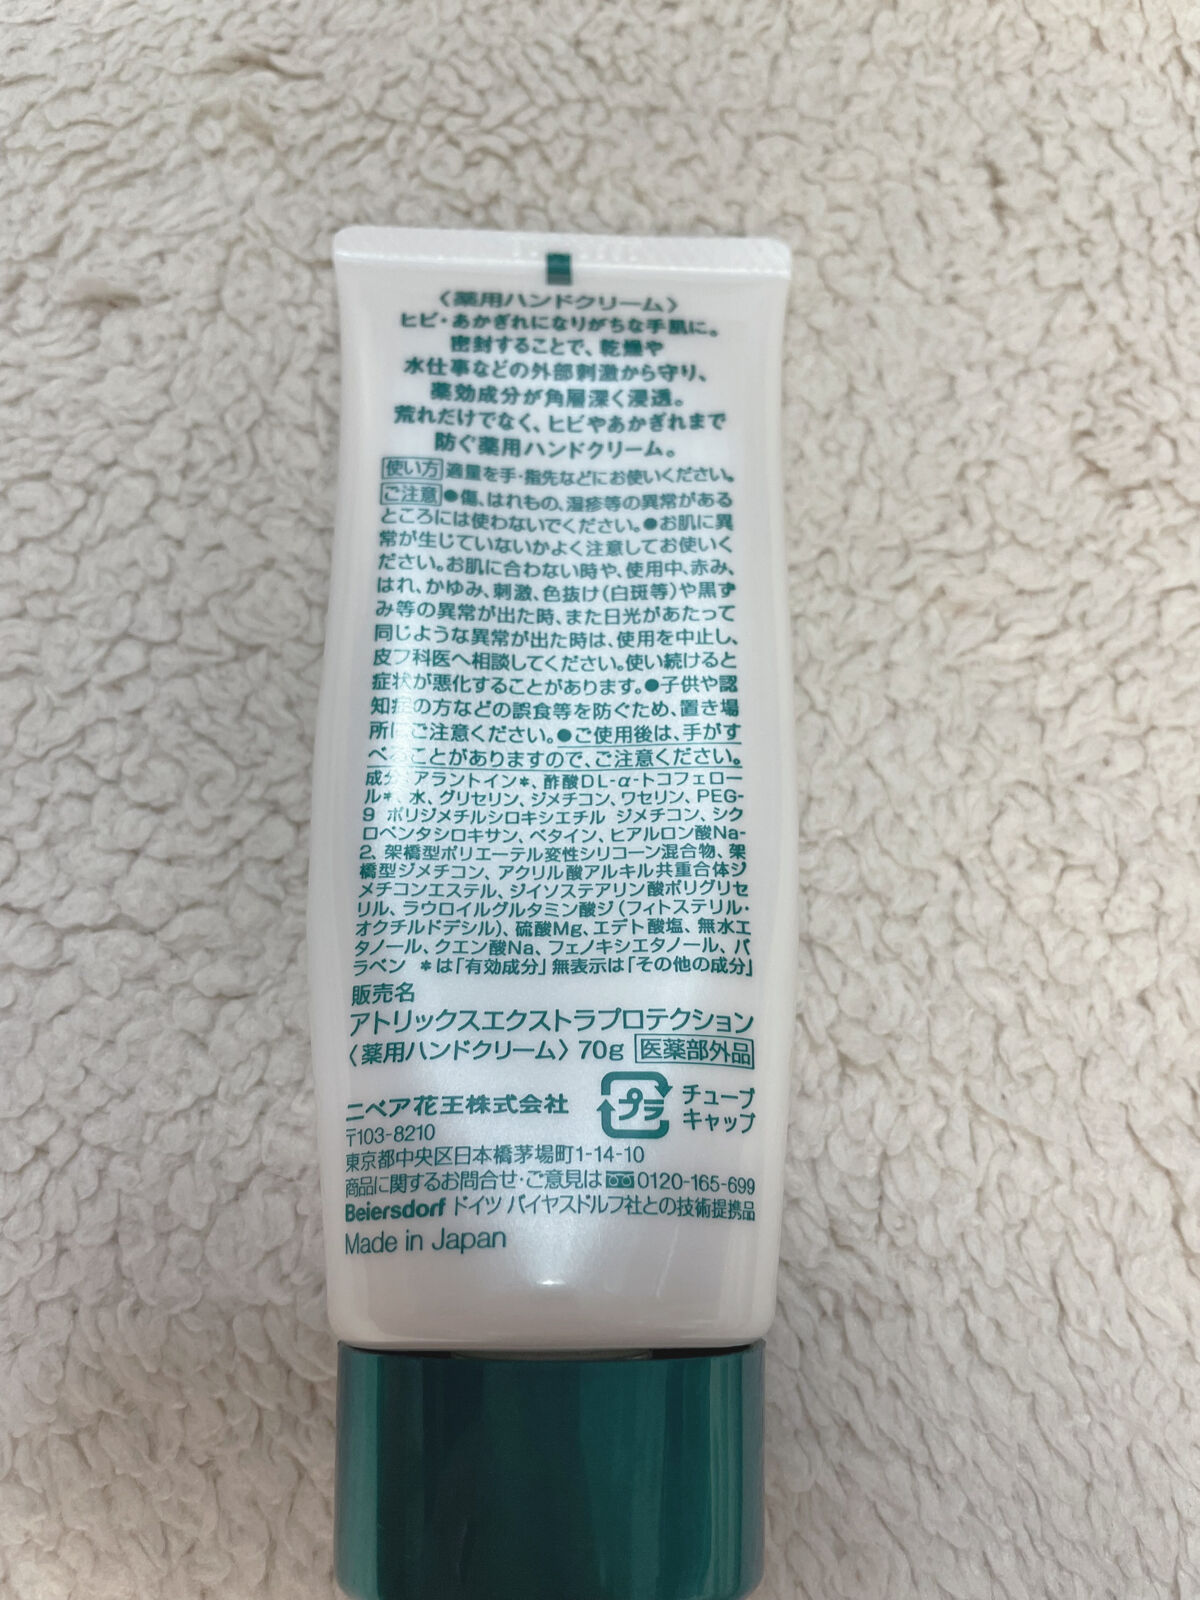 〈薬用ハンドクリーム〉
ヒビ・あかぎれになりがちな手肌に。
密封することで、乾燥や
水仕事などの外部刺激から守り、
薬効成分が角層深く浸透。
荒れだけでなく、ヒビやあかぎれまで
防ぐ薬用ハンドクリーム。
使い方 適量を手・指先などにお使いください。
ご注意 ●傷、はれもの、湿疹等の異常がある
ところには使わないでください。●お肌に異
常が生じていないかよく注意してお使いく
ださい。お肌に合わない時や、使用中、赤み、
はれ、かゆみ、刺激、色抜け(白斑等)や黒ず
み等の異常が出た時、また日光があたって
同じような異常が出た時は、使用を中止し、
皮フ科医へ相談してください。使い続けると
症状が悪化することがあります。●子供や認
知症の方などの誤食等を防ぐため、置き場
所にご注意ください。●ご使用後は、手がす
べることがありますので、ご注意ください。
成分:アラントイン*、酢酸DL-α-トコフェロー
ル*、水、グリセリン、ジメチコン、ワセリン、PEG-
9 ポリジメチルシロキシエチル ジメチコン、シク
ロペンタシロキサン、ベタイン、ヒアルロン酸Na-
2、架橋型ポリエーテル変性シリコーン混合物、架
橋型ジメチコン、アクリル酸アルキル共重合体ジ
メチコンエステル、ジイソステアリン酸ポリグリセ
リル、ラウロイルグルタミン酸ジ(フィトステリル・
オクチルドデシル)、硫酸Mg、エデト酸塩、無水エ
タノール、クエン酸Na、フェノキシエタノール、パ
ラベン *は「有効成分」無表示は「その他の成分」
販売名
アトリックスエクストラプロテクション
〈薬用ハンドクリーム〉70g 医薬部外品
ニベア花王株式会社
プラ チューブ
キャップ
〒103-8210
東京都中央区日本橋茅場町1-14-10
商品に関するお問合せ・ご意見は 0120-165-699
Beiersdorf ドイツ バイヤスドルフ社との技術提携品
Made in Japan